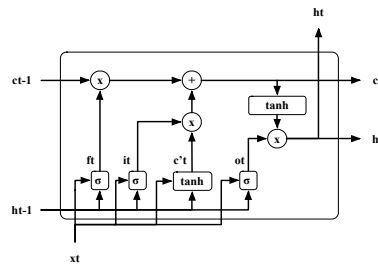 ht
ct-1
x
+
c
tanh
x
x
h
ft
it
c't
ot
σ
σ
tanh
σ
ht-1
xt